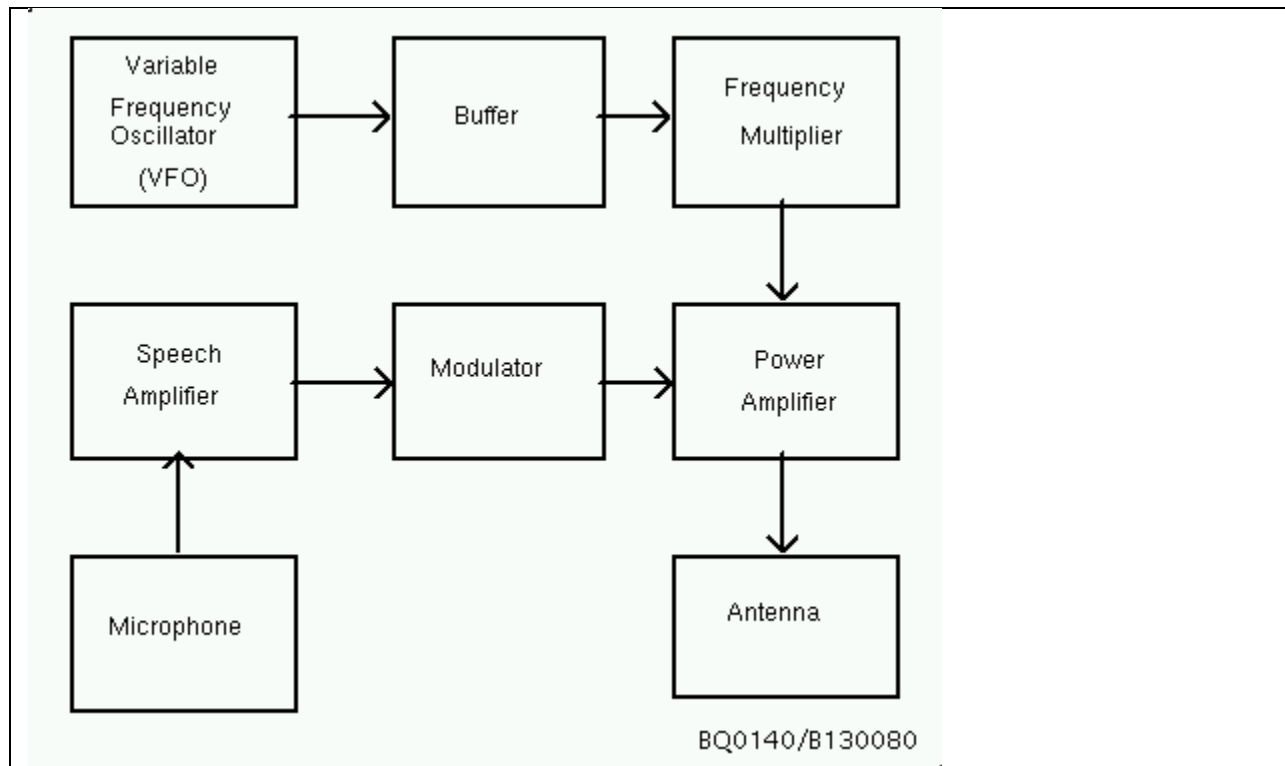 Variable
Frequency
Oscillator
(VFO)
Buffer
Frequency
Multiplier
Speech
Amplifier
Modulator
Power
Amplifier
Microphone
Antenna
BQ0140/B130080